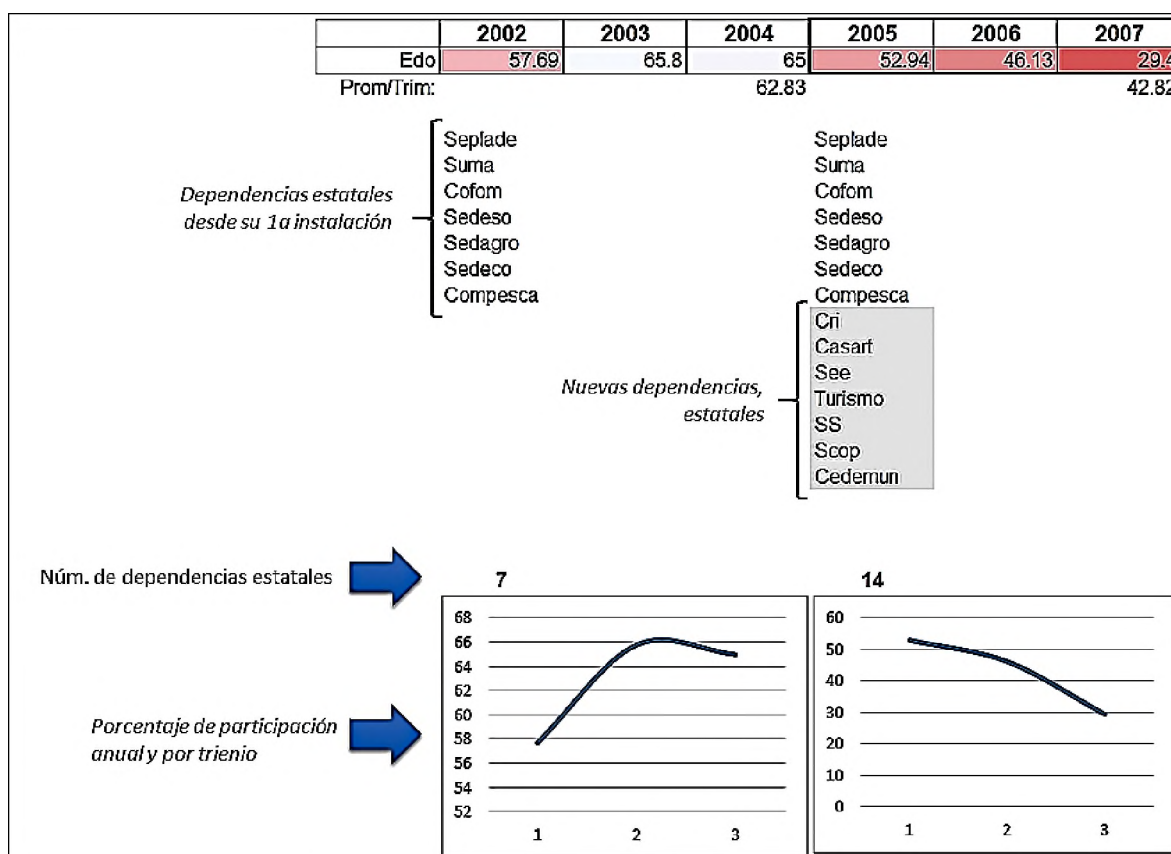 2002 2003 2004 2005 2006 2007
Edo 57.69 65.8 65 52.94 46.13 29.4
Prom/Trim: 62.83 42.82
Dependencias estatales
desde su 1a instalación
Seplade
Suma
Cofom
Sedeso
Sedagro
Sedeco
Compesca
Seplade
Suma
Cofom
Sedeso
Sedagro
Sedeco
Compesca
Nuevas dependencias,
estatales
Cri
Casart
See
Turismo
SS
Scop
Cedemun
Núm. de dependencias estatales 7 14
Porcentaje de participación
anual y por trienio
68
66
64
62
60
58
56
54
52
1 2 3
60
50
40
30
20
10
0
1 2 3